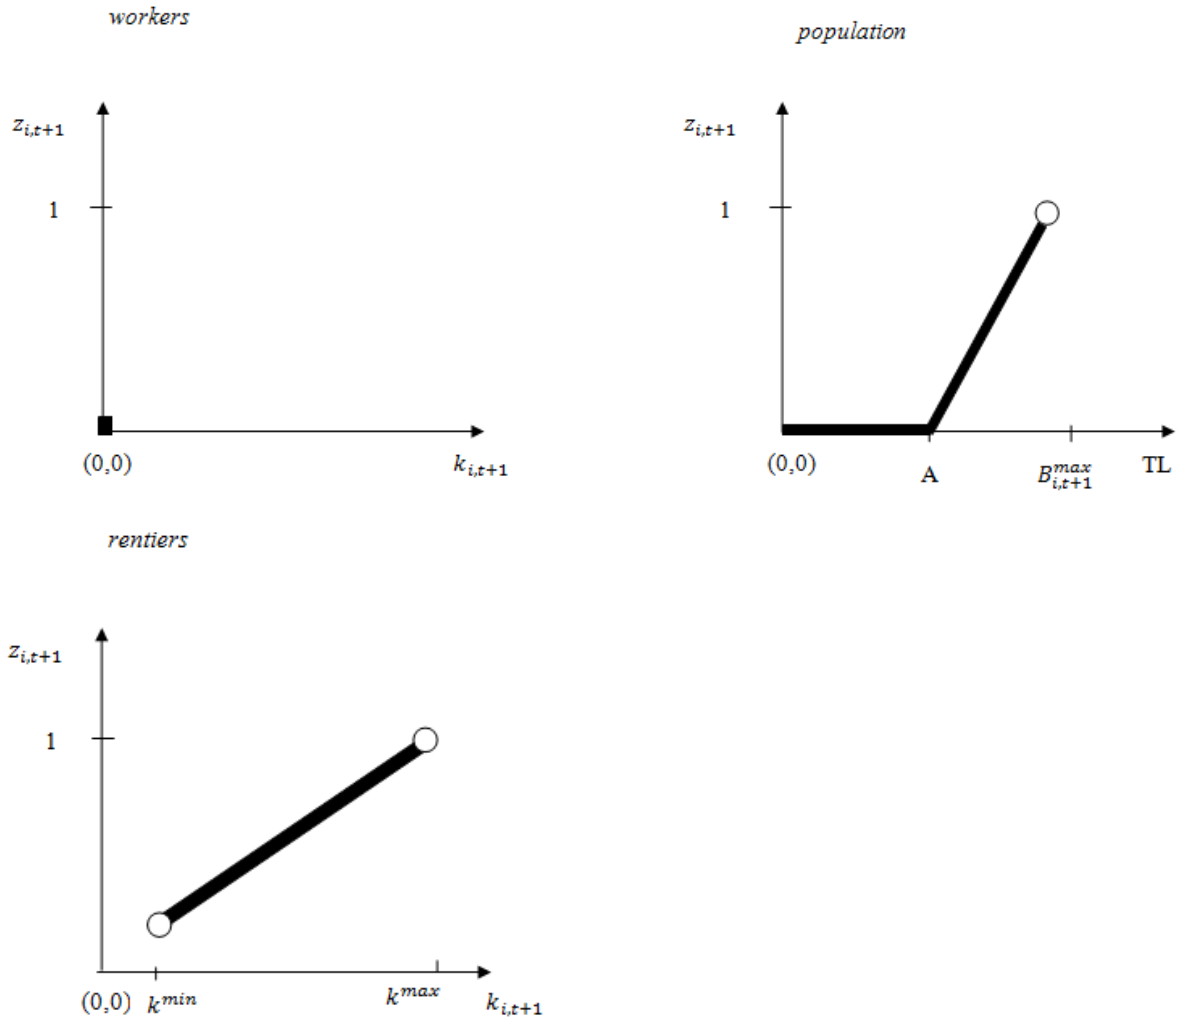 workers
population
z_{i,t+1}
z_{i,t+1}
1
1
(0,0)
k_{i,t+1}
(0,0)
A
B_{i,t+1}^{max}
TL
rentiers
z_{i,t+1}
1
(0,0)
k^{min}
k^{max}
k_{i,t+1}